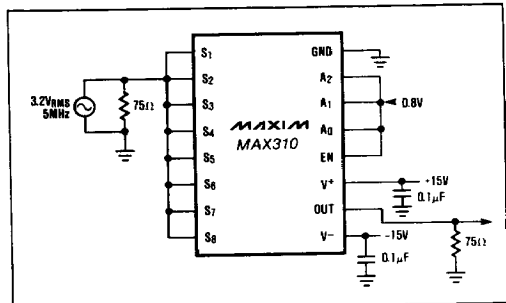 S1
S2
S3
S4
S5
S6
S7
S8
3.2VRMS
5MHz
75Ω
MAXIM
MAX310
GND
A2
A1
A0
EN
V+
OUT
V-
0.8V
+15V
0.1µF
-15V
0.1µF
75Ω